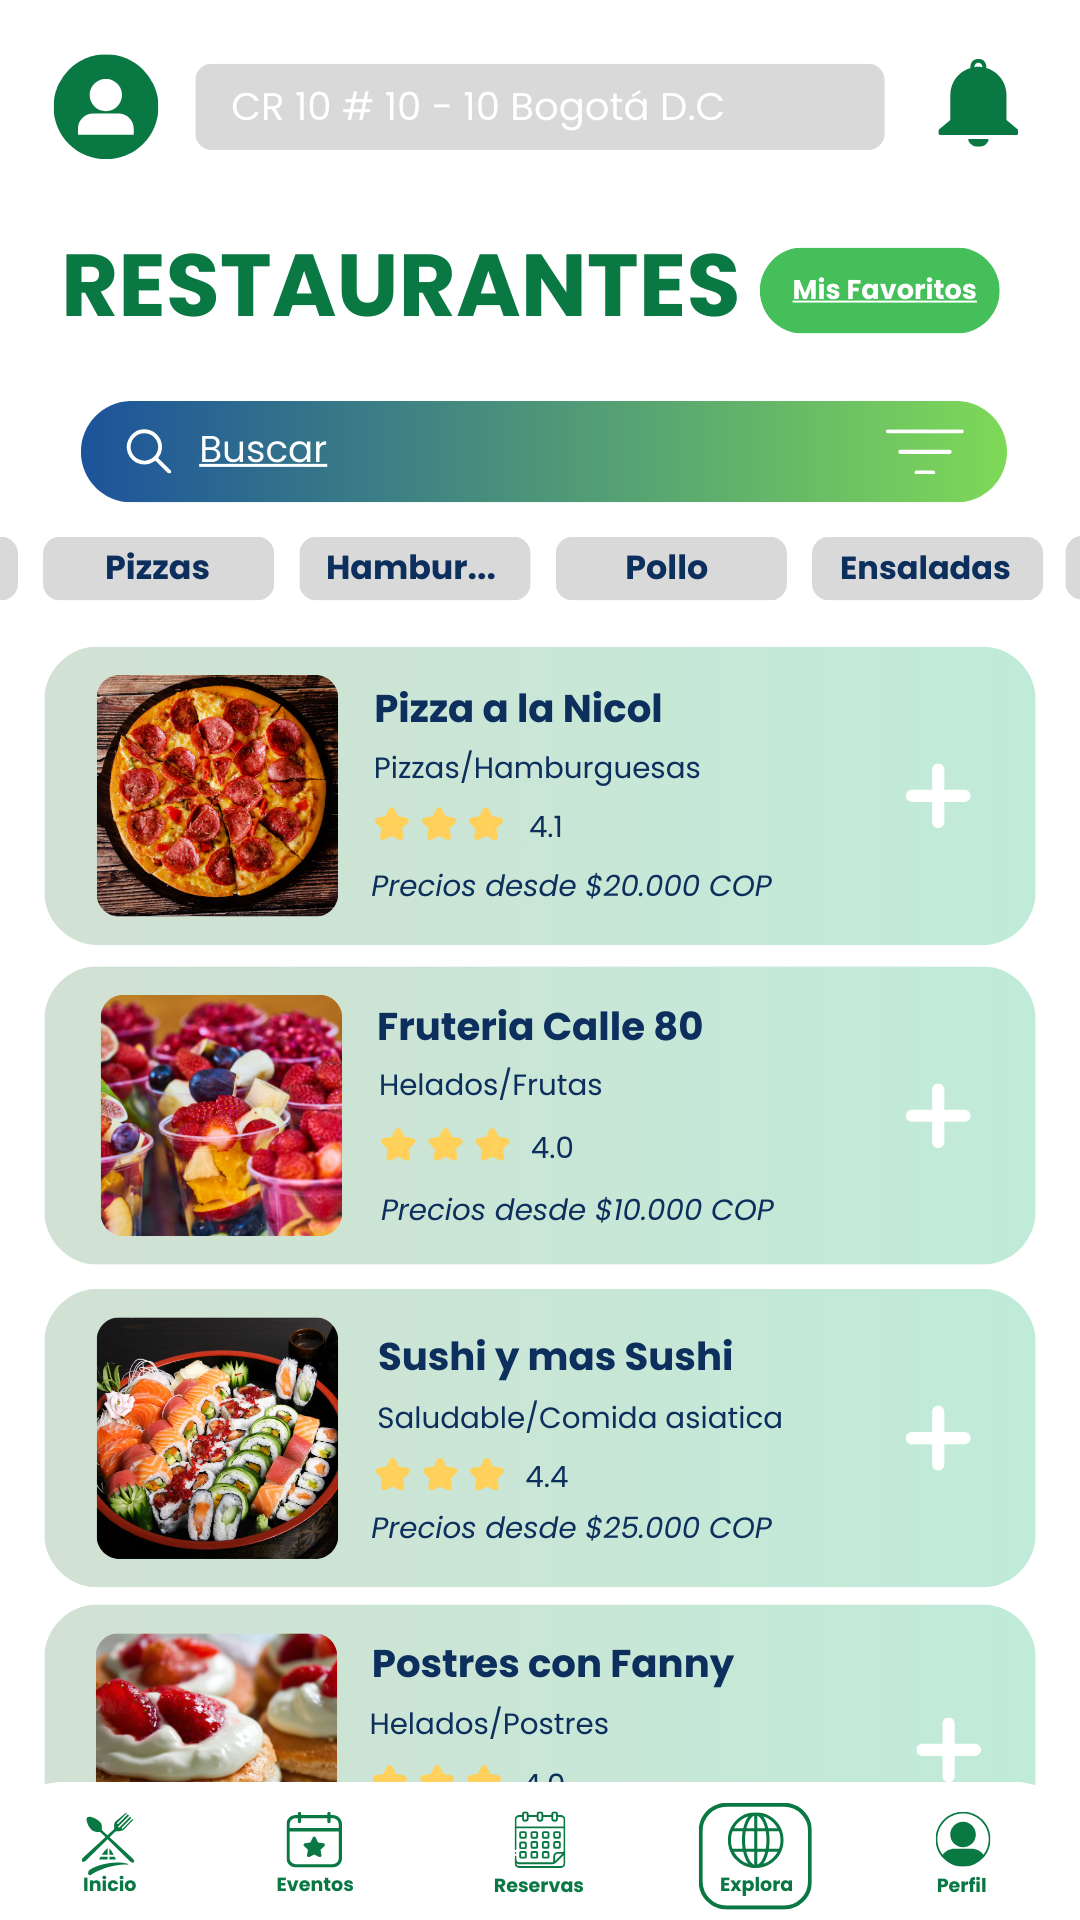 CR 10 # 10 - 10 Bogotá D.C
RESTAURANTES
Mis Favoritos
Buscar
Pizzas
Hambur...
Pollo
Ensaladas
Pizza a la Nicol
Pizzas/Hamburguesas
4.1
Precios desde $20.000 COP
Fruteria Calle 80
Helados/Frutas
4.0
Precios desde $10.000 COP
Sushi y mas Sushi
Saludable/Comida asiatica
4.4
Precios desde $25.000 COP
Postres con Fanny
Helados/Postres
Inicio
Eventos
Reservas
Explora
Perfil